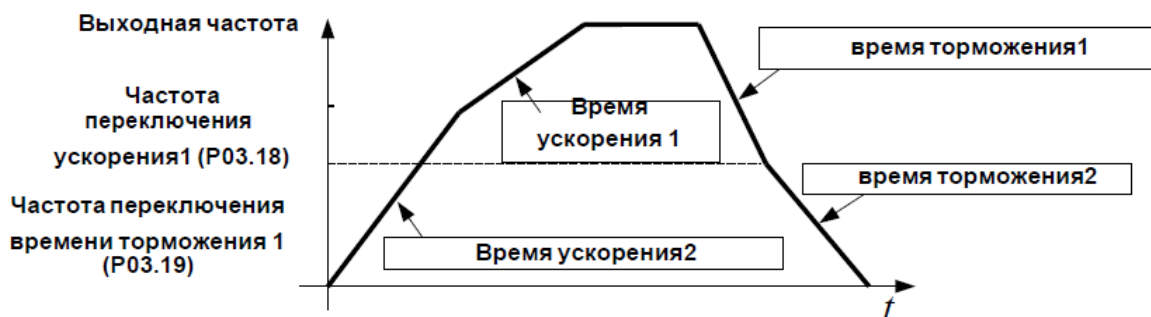 Выходная частота
Частота
переключения
ускорения1 (P03.18)
Частота переключения
времени торможения 1
(P03.19)
Время
ускорения 1
Время ускорения2
время торможения1
время торможения2
f